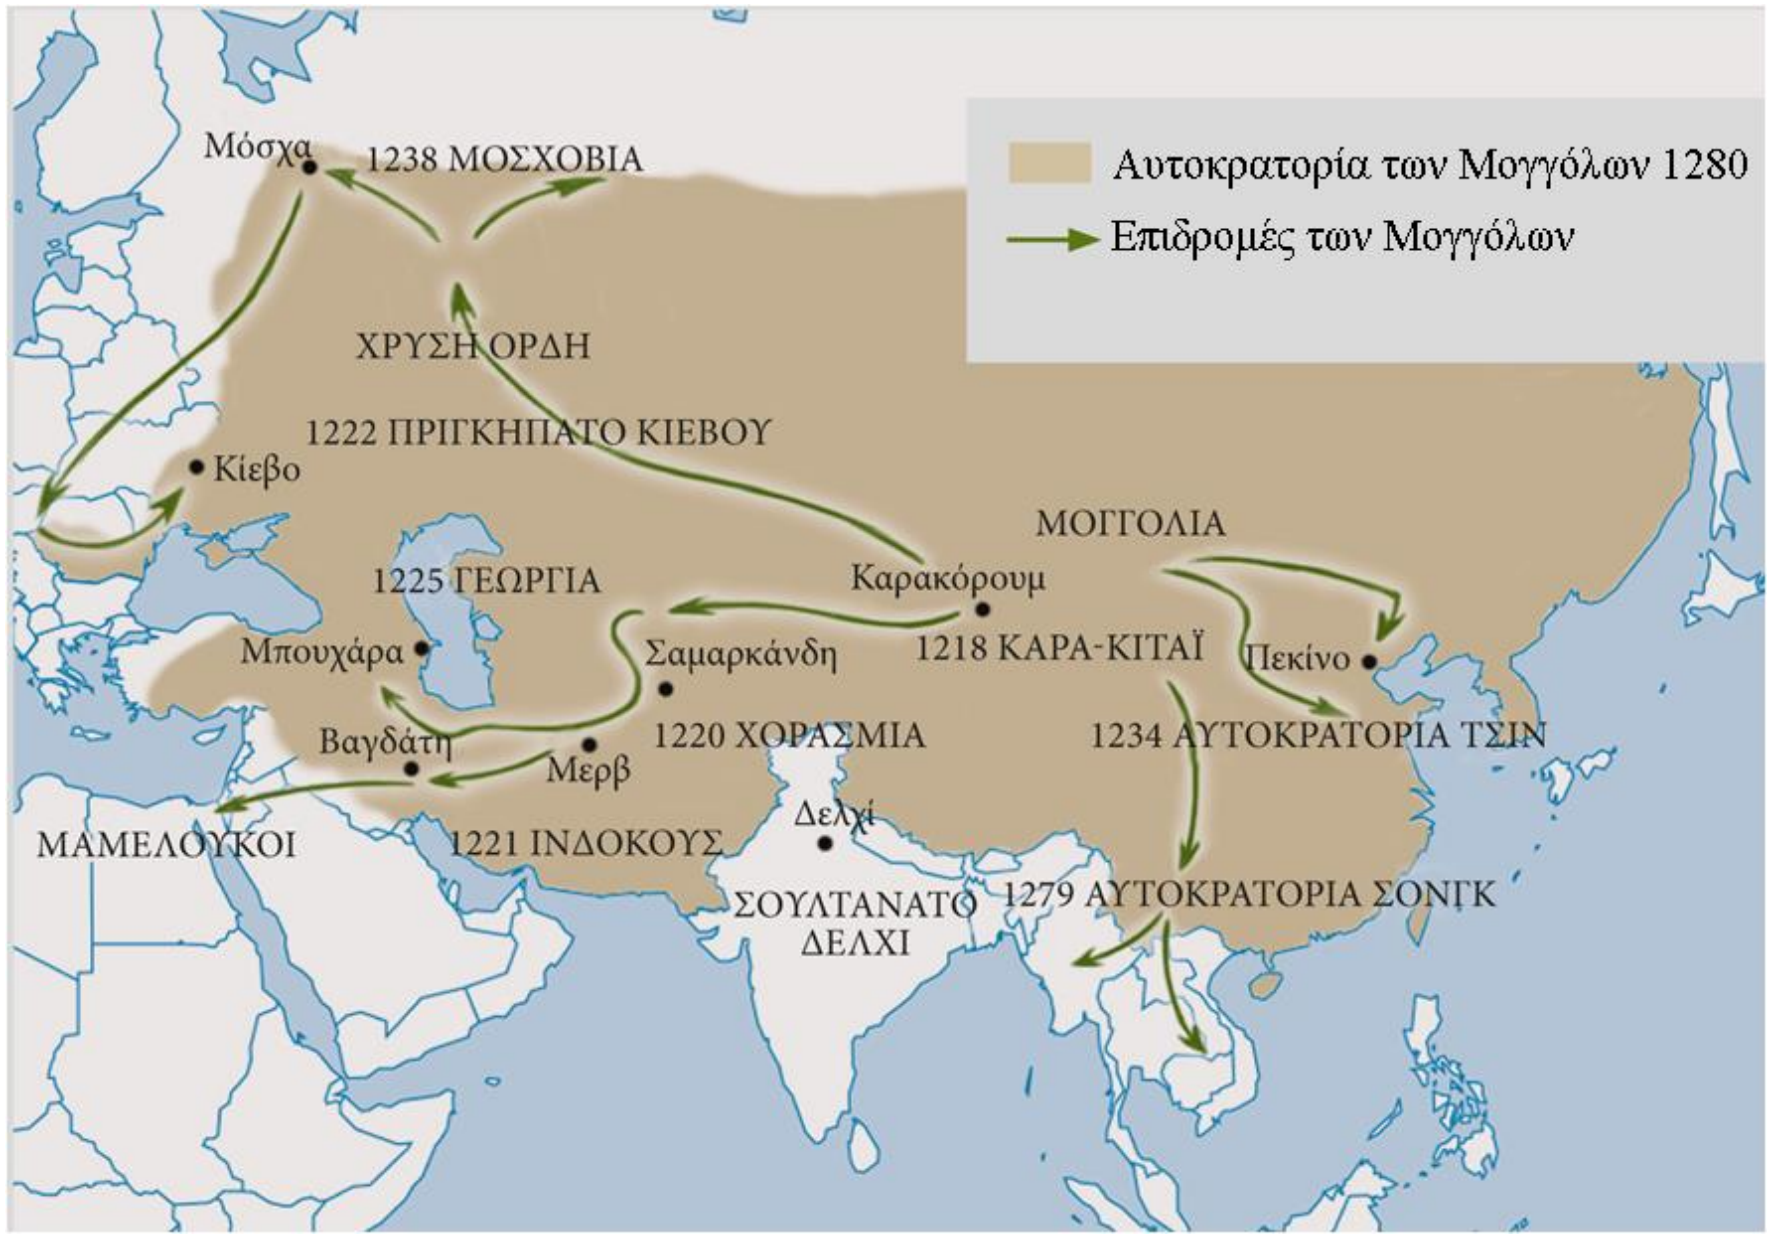 Μόσχα
1238 ΜΟΣΧΟΒΙΑ
Αυτοκρατορία των Μογγόλων 1280
Επιδρομές των Μογγόλων
ΧΡΥΣΗ ΟΡΔΗ
1222 ΠΡΙΓΚΗΠΑΤΟ ΚΙΕΒΟΥ
Κίεβο
ΜΟΓΓΟΛΙΑ
1225 ΓΕΩΡΓΙΑ
Καρακόρουμ
Μπουχάρα
Σαμαρκάνδη
1218 ΚΑΡΑ-ΚΙΤΑΪ
Πεκίνο
Βαγδάτη
1220 ΧΟΡΑΣΜΙΑ
1234 ΑΥΤΟΚΡΑΤΟΡΙΑ ΤΣΙΝ
Μερβ
Δελχί
ΜΑΜΕΛΟΥΚΟΙ
1221 ΙΝΔΟΚΟΥΣ
1279 ΑΥΤΟΚΡΑΤΟΡΙΑ ΣΟΝΓΚ
ΣΟΥΛΤΑΝΑΤΟ
ΔΕΛΧΙ